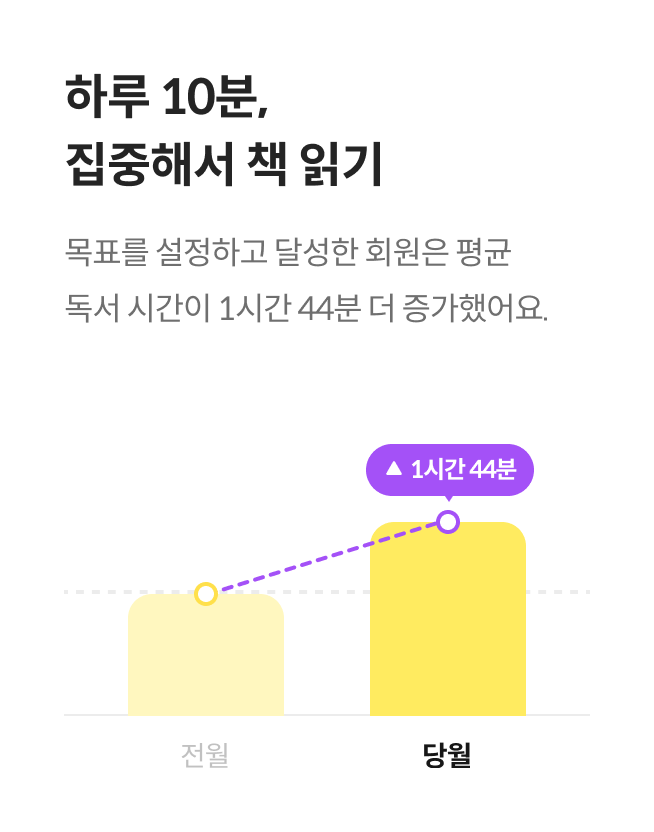 하루 10분,
집중해서 책 읽기
목표를 설정하고 달성한 회원은 평균
독서 시간이 1시간 44분 더 증가했어요.
▲ 1시간 44분
전월
당월